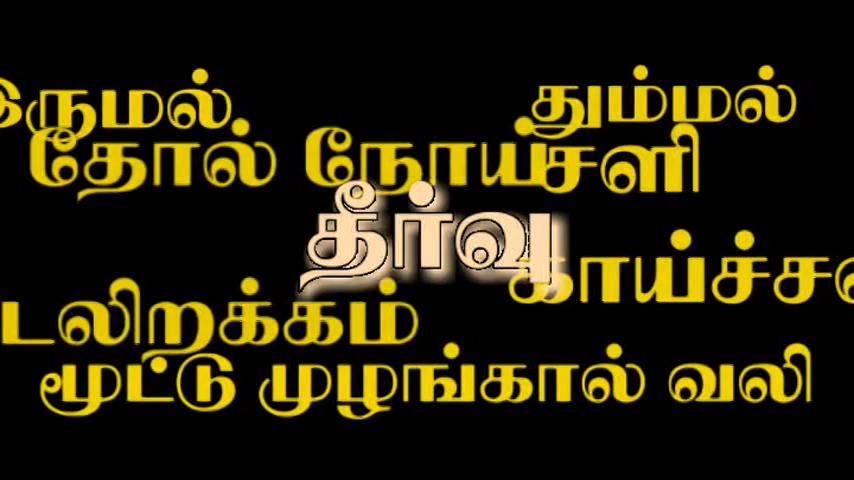 இருமல்
தும்மல்
தோல் நோய்
சளி
தீர்வு
காய்ச்ச
டலிறக்கம்
மூட்டு முழங்கால் வலி